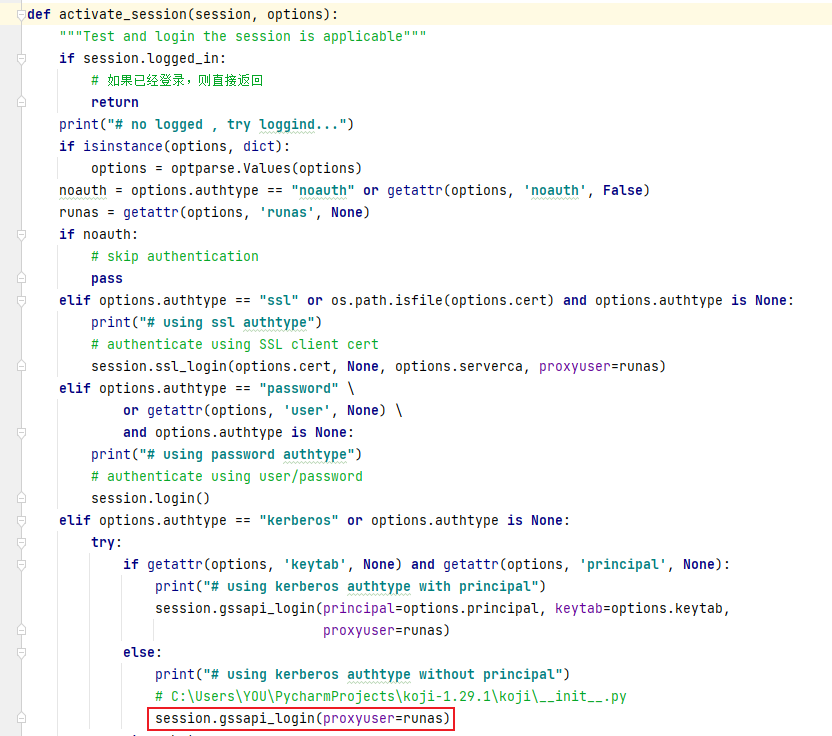 def activate_session(session, options):
    """Test and login the session is applicable"""
    if session.logged_in:
        # 如果已经登录，则直接返回
        return
    print("# no logged , try loggind...")
    if isinstance(options, dict):
        options = optparse.Values(options)
    noauth = options.authtype == "noauth" or getattr(options, 'noauth', False)
    runas = getattr(options, 'runas', None)
    if noauth:
        # skip authentication
        pass
    elif options.authtype == "ssl" or os.path.isfile(options.cert) and options.authtype is None:
        print("# using ssl authtype")
        # authenticate using SSL client cert
        session.ssl_login(options.cert, None, options.serverca, proxyuser=runas)
    elif options.authtype == "password" \
            or getattr(options, 'user', None) \
            and options.authtype is None:
        print("# using password authtype")
        # authenticate using user/password
        session.login()
    elif options.authtype == "kerberos" or options.authtype is None:
        try:
            if getattr(options, 'keytab', None) and getattr(options, 'principal', None):
                print("# using kerberos authtype with principal")
                session.gssapi_login(principal=options.principal, keytab=options.keytab,
                                     proxyuser=runas)
            else:
                print("# using kerberos authtype without principal")
                # C:\Users\YOU\PycharmProjects\koji-1.29.1\koji\__init__.py
                session.gssapi_login(proxyuser=runas)